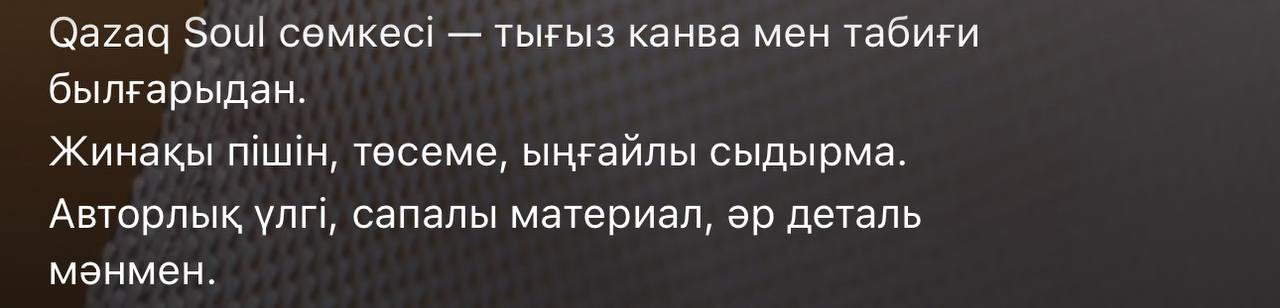 Qazaq Soul сөмкесі — тығыз канва мен табиғи
былғарыдан.
Жинақы пішін, төсеме, ыңғайлы сыдырма.
Авторлық үлгі, сапалы материал, әр деталь
мәнмен.